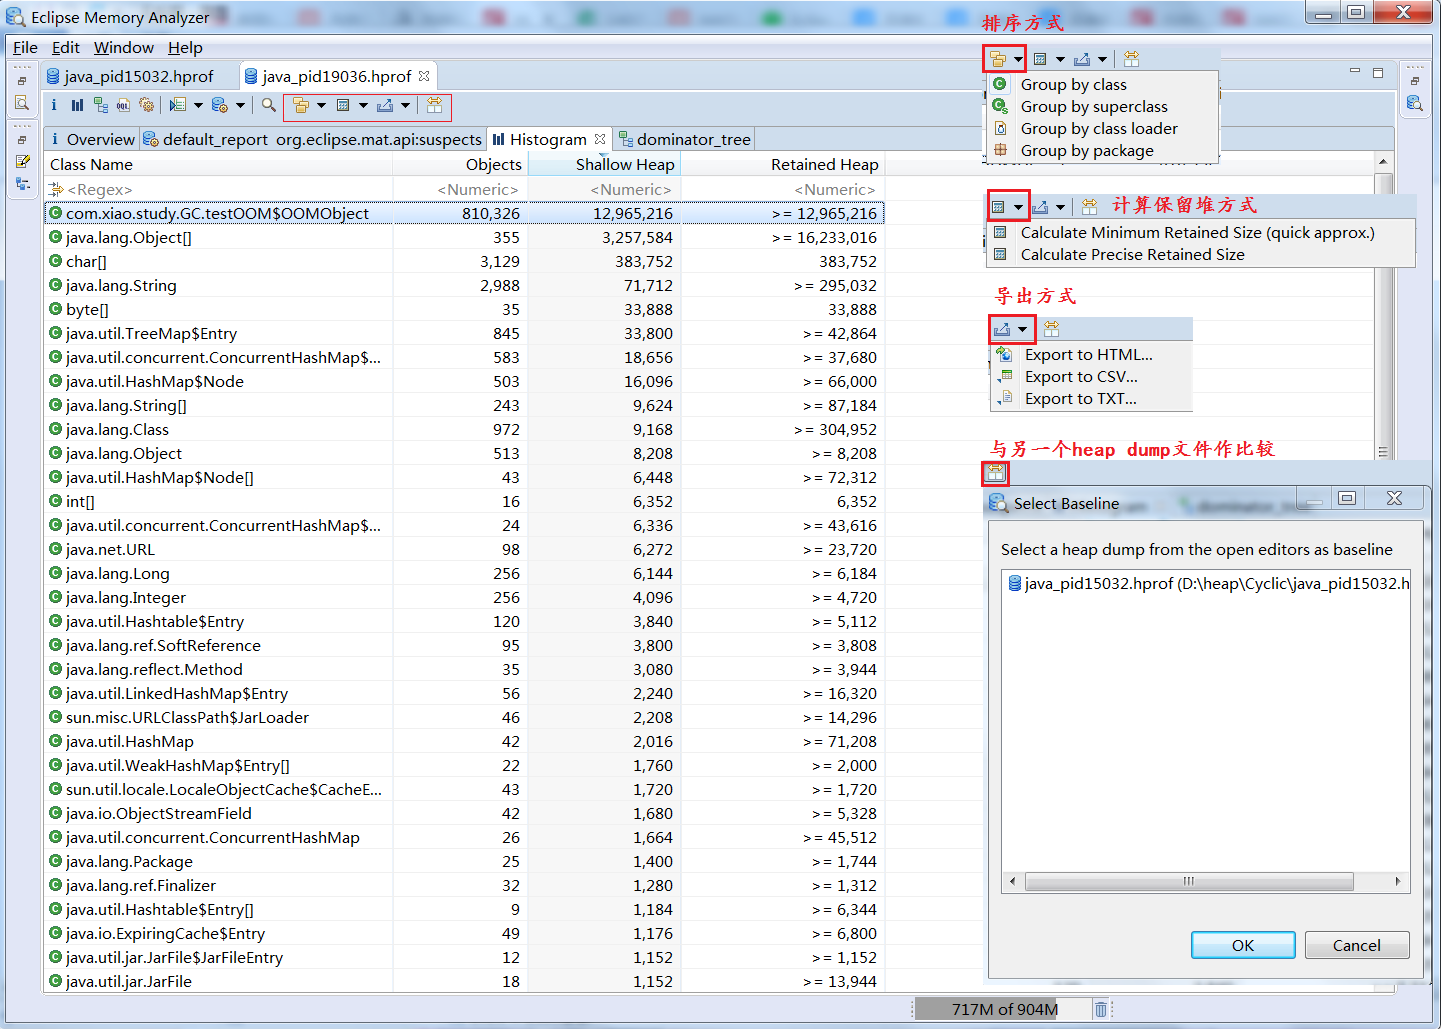 Eclipse Memory Analyzer
File Edit Window Help
java_pid15032.hprof java_pid19036.hprof
Overview default_report org.eclipse.mat.api:suspects Histogram dominator_tree
Class Name Objects Shallow Heap Retained Heap
<Regex> <Numeric> <Numeric> <Numeric>
com.xiao.study.GC.testOOM$OOMObject 810,326 12,965,216 >= 12,965,216
java.lang.Object[] 355 3,257,584 >= 16,233,016
char[] 3,129 383,752 383,752
java.lang.String 2,988 71,712 >= 295,032
byte[] 35 33,888 33,888
java.util.TreeMap$Entry 845 33,800 >= 42,864
java.util.concurrent.ConcurrentHashMap$... 583 18,656 >= 37,680
java.util.HashMap$Node 503 16,096 >= 66,000
java.lang.String[] 243 9,624 >= 87,184
java.lang.Class 972 9,168 >= 304,952
java.lang.Object 513 8,208 >= 8,208
java.util.HashMap$Node[] 43 6,448 >= 72,312
int[] 16 6,352 6,352
java.util.concurrent.ConcurrentHashMap$... 24 6,336 >= 43,616
java.net.URL 98 6,272 >= 23,720
java.lang.Long 256 6,144 >= 6,184
java.lang.Integer 256 4,096 >= 4,720
java.util.Hashtable$Entry 120 3,840 >= 5,112
java.lang.ref.SoftReference 95 3,800 >= 3,808
java.lang.reflect.Method 35 3,080 >= 3,944
java.util.LinkedHashMap$Entry 56 2,240 >= 16,320
sun.misc.URLClassPath$JarLoader 46 2,208 >= 14,296
java.util.HashMap 42 2,016 >= 71,208
java.util.WeakHashMap$Entry[] 22 1,760 >= 2,000
sun.util.locale.LocaleObjectCache$CacheE... 43 1,720 >= 1,720
java.io.ObjectStreamField 42 1,680 >= 5,328
java.util.concurrent.ConcurrentHashMap 26 1,664 >= 45,512
java.lang.Package 25 1,400 >= 1,744
java.lang.ref.Finalizer 32 1,280 >= 1,312
java.util.Hashtable$Entry[] 9 1,184 >= 6,344
java.io.ExpiringCache$Entry 49 1,176 >= 6,800
java.util.jar.JarFile$JarFileEntry 12 1,152 >= 1,152
java.util.jar.JarFile 18 1,152 >= 13,944
717M of 904M
排序方式
Group by class
Group by superclass
Group by class loader
Group by package
计算保留堆方式
Calculate Minimum Retained Size (quick approx.)
Calculate Precise Retained Size
导出方式
Export to HTML...
Export to CSV...
Export to TXT...
与另一个heap dump文件作比较
Select Baseline
Select a heap dump from the open editors as baseline
java_pid15032.hprof (D:\heap\Cyclic\java_pid15032.h
OK Cancel